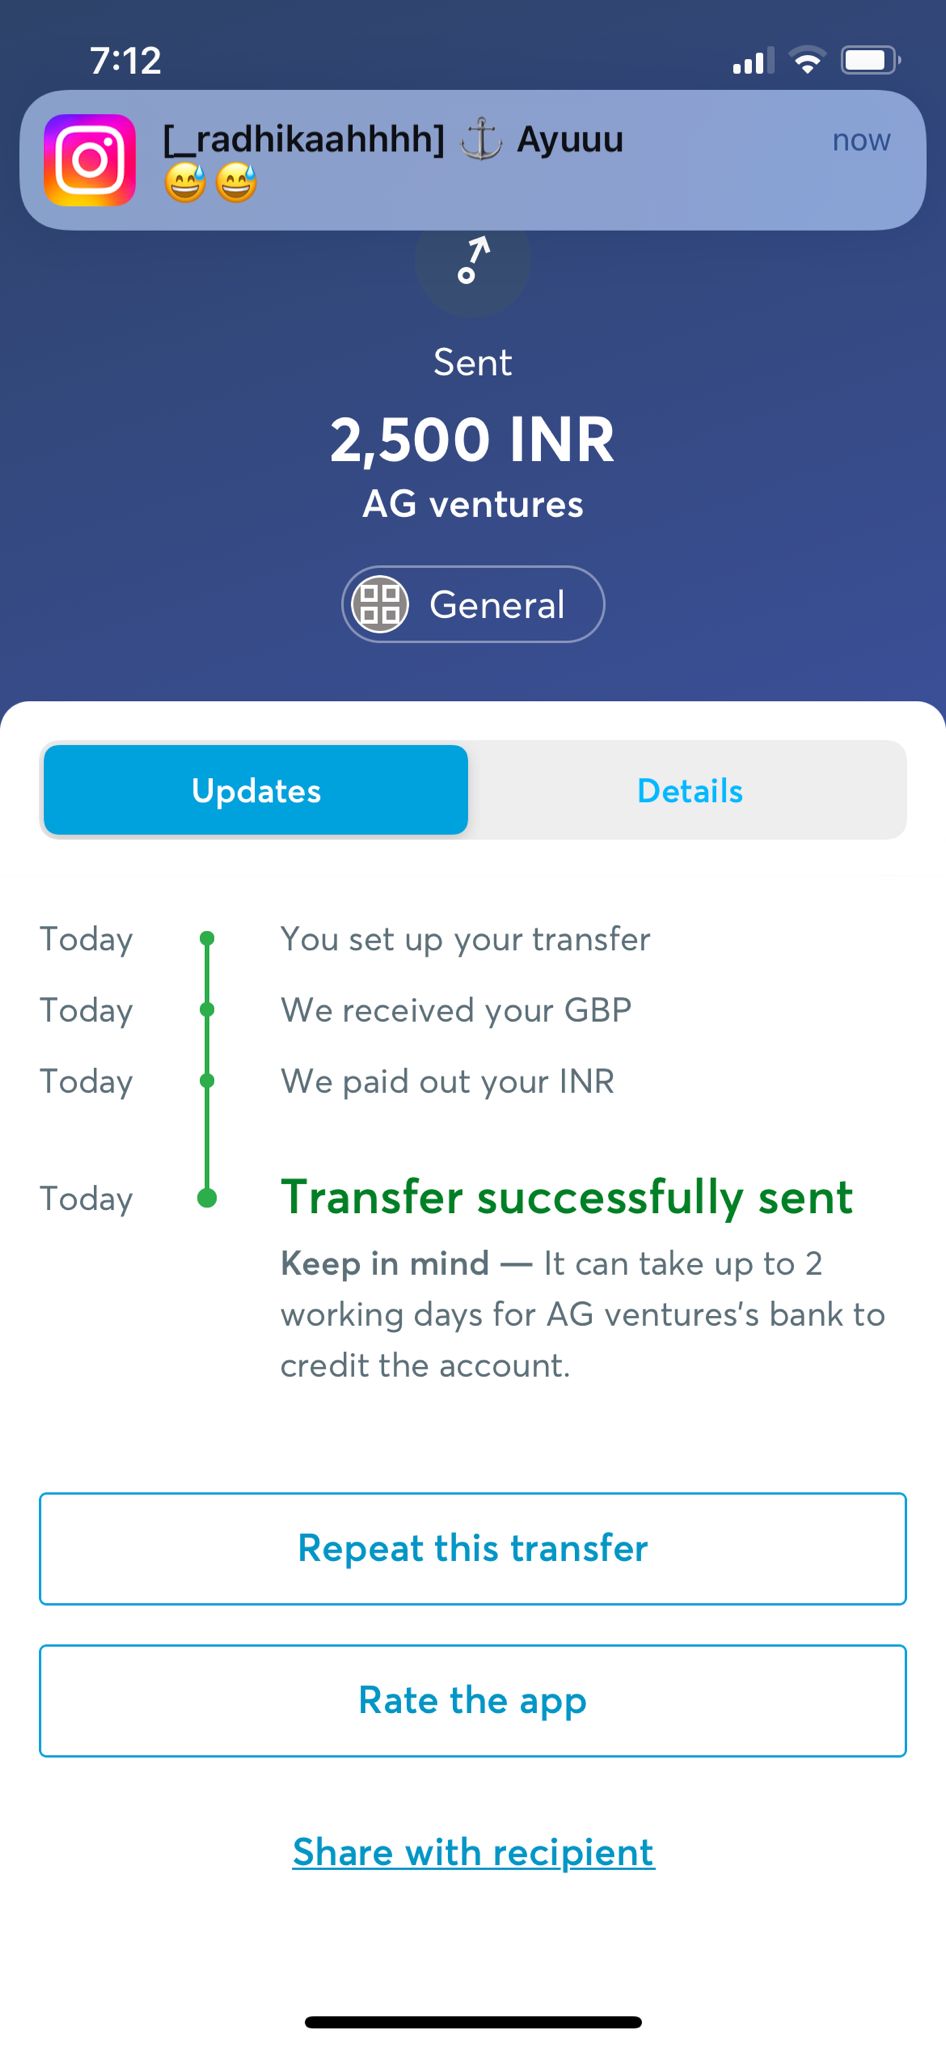 7:12
[_radhikaahhhh] ⚓ Ayuuu
now
😅😅
Sent
2,500 INR
AG ventures
General
Updates
Details
Today You set up your transfer
Today We received your GBP
Today We paid out your INR
Today Transfer successfully sent
Keep in mind — It can take up to 2
working days for AG ventures's bank to
credit the account.
Repeat this transfer
Rate the app
Share with recipient